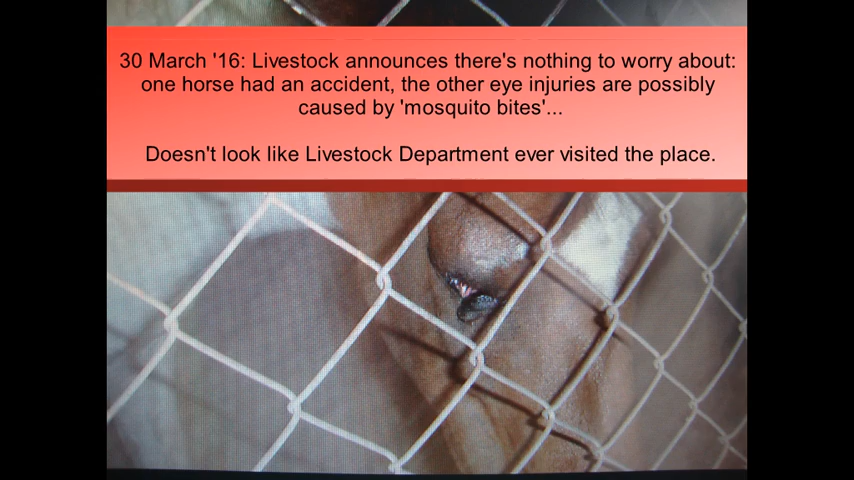 30 March '16: Livestock announces there's nothing to worry about:
one horse had an accident, the other eye injuries are possibly
caused by 'mosquito bites'...
Doesn't look like Livestock Department ever visited the place.